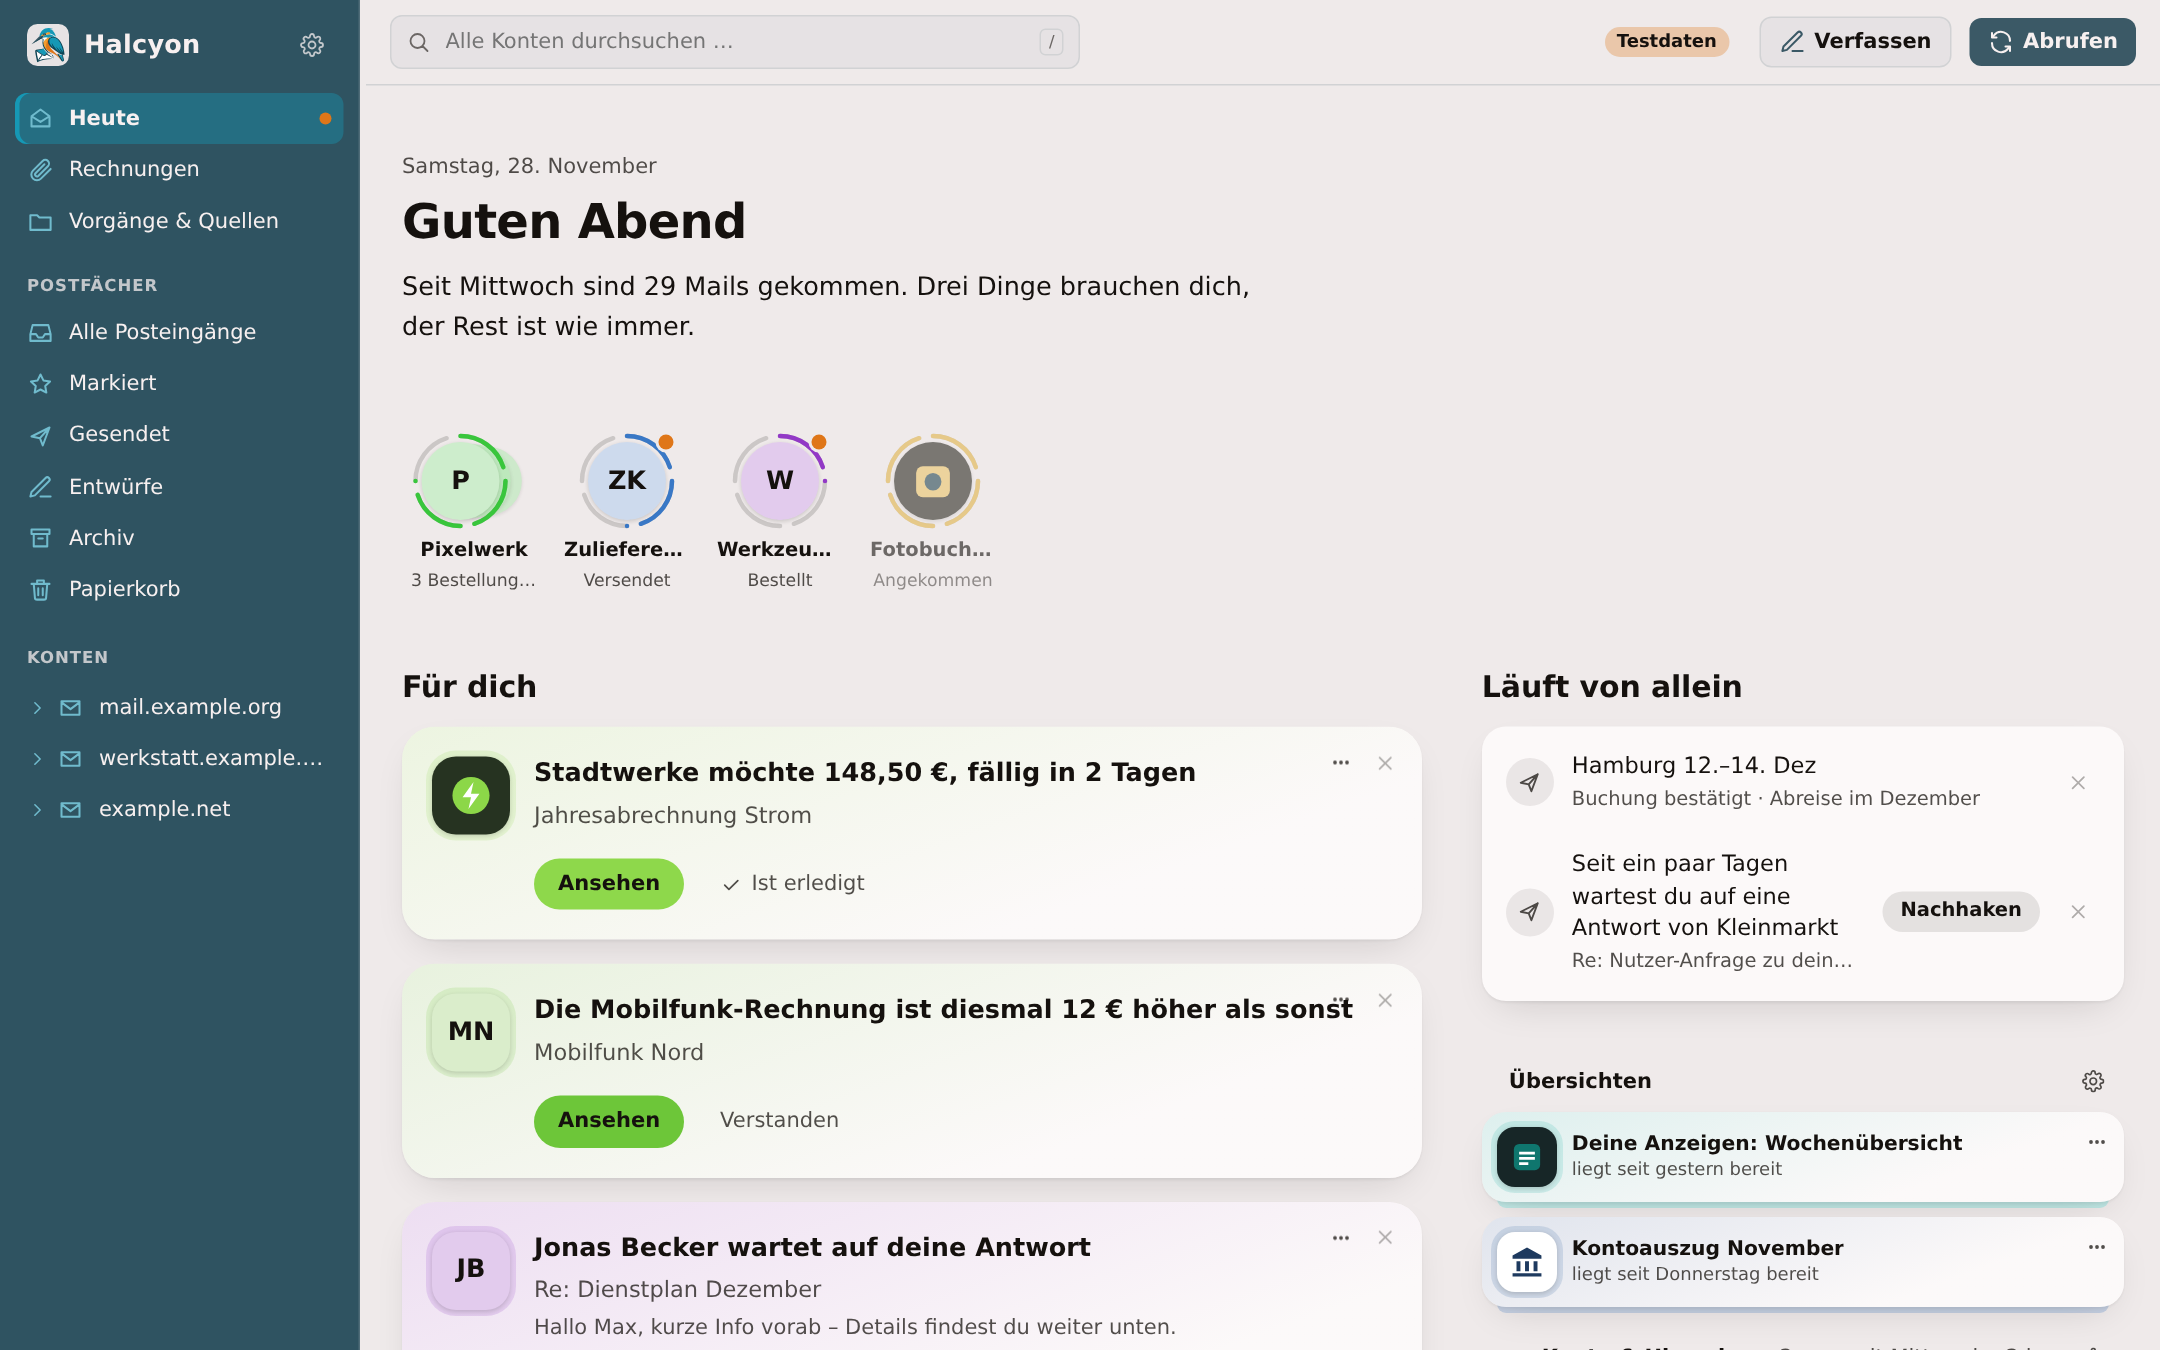 Halcyon
Heute
Rechnungen
Vorgänge & Quellen
POSTFÄCHER
Alle Posteingänge
Markiert
Gesendet
Entwürfe
Archiv
Papierkorb
KONTEN
mail.example.org
werkstatt.example....
example.net
Alle Konten durchsuchen ...
/
Testdaten
Verfassen
Abrufen
Samstag, 28. November
Guten Abend
Seit Mittwoch sind 29 Mails gekommen. Drei Dinge brauchen dich,
der Rest ist wie immer.
P
Pixelwerk
3 Bestellung...
ZK
Zuliefere...
Versendet
W
Werkzeu...
Bestellt
Fotobuch...
Angekommen
Für dich
Stadtwerke möchte 148,50 €, fällig in 2 Tagen
Jahresabrechnung Strom
Ansehen
Ist erledigt
MN
Die Mobilfunk-Rechnung ist diesmal 12 € höher als sonst
Mobilfunk Nord
Ansehen
Verstanden
JB
Jonas Becker wartet auf deine Antwort
Re: Dienstplan Dezember
Hallo Max, kurze Info vorab – Details findest du weiter unten.
Läuft von allein
Hamburg 12.–14. Dez
Buchung bestätigt · Abreise im Dezember
Seit ein paar Tagen
wartest du auf eine
Antwort von Kleinmarkt
Re: Nutzer-Anfrage zu dein...
Nachhaken
Übersichten
Deine Anzeigen: Wochenübersicht
liegt seit gestern bereit
Kontoauszug November
liegt seit Donnerstag bereit